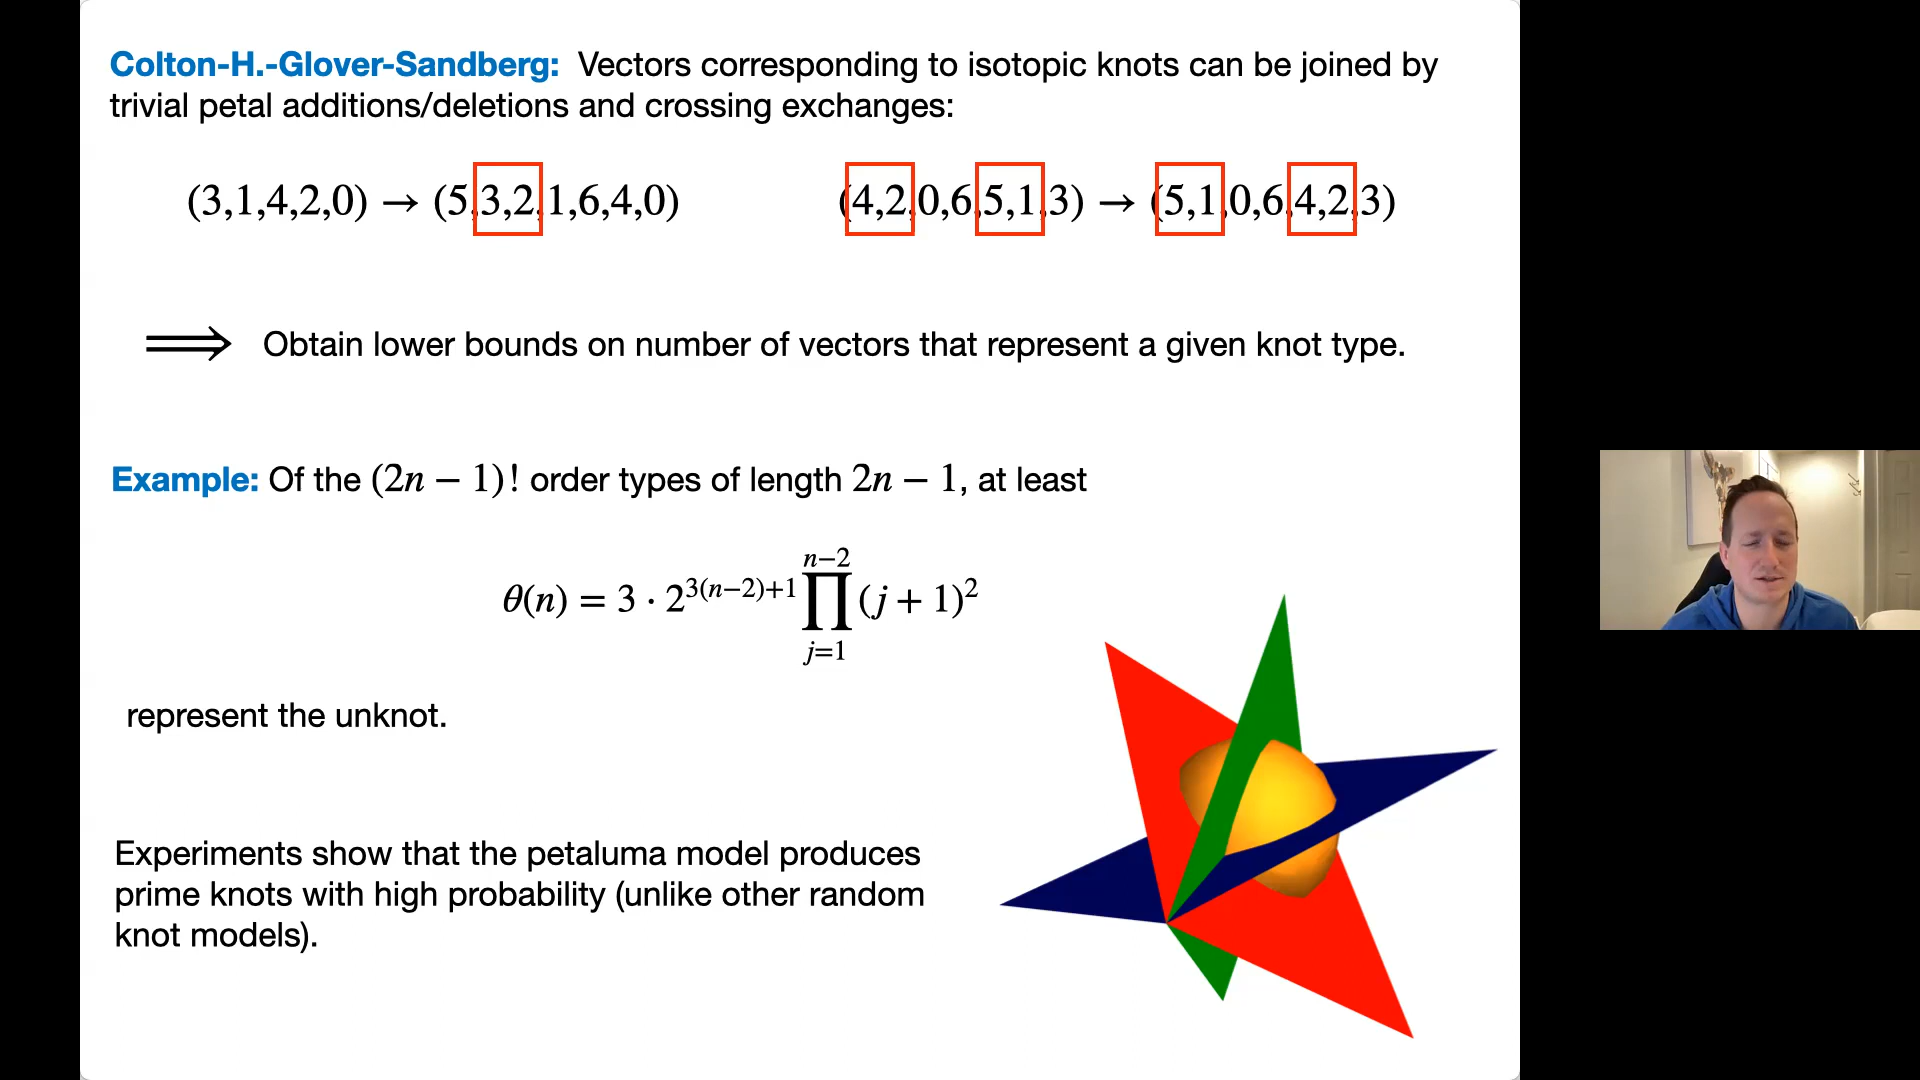 Colton-H.-Glover-Sandberg: Vectors corresponding to isotopic knots can be joined by
trivial petal additions/deletions and crossing exchanges:
(3,1,4,2,0) → (5,3,2,1,6,4,0) (4,2,0,6,5,1,3) → (5,1,0,6,4,2,3)
⟹ Obtain lower bounds on number of vectors that represent a given knot type.
Example: Of the (2n − 1)! order types of length 2n − 1, at least
θ(n) = 3 · 2^{3(n−2)+1} ∏_{j=1}^{n−2} (j + 1)^2
represent the unknot.
Experiments show that the petaluma model produces
prime knots with high probability (unlike other random
knot models).